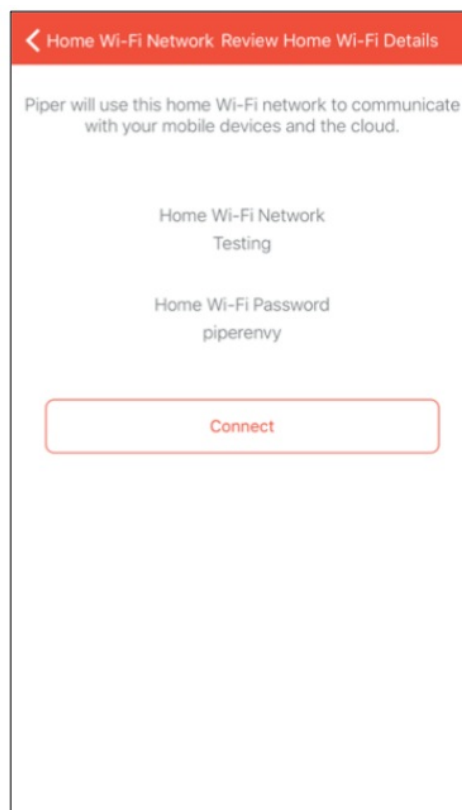 Home Wi-Fi Network Review Home Wi-Fi Details
Piper will use this home Wi-Fi network to communicate
with your mobile devices and the cloud.
Home Wi-Fi Network
Testing
Home Wi-Fi Password
piperenvy
Connect